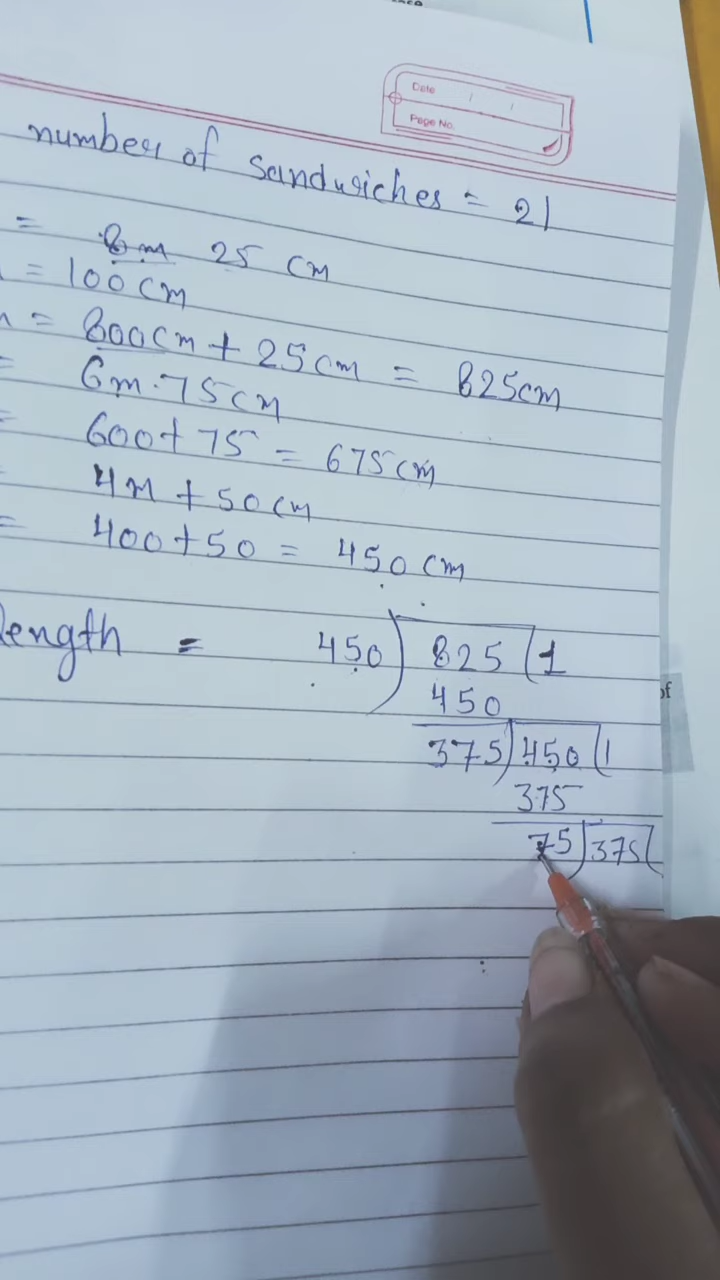 Date
Page No.
number of Sandwiches = 21
= 8m 25 cm
= 100 cm
= 800cm + 25cm = 825cm
= 6m.75cm
= 600+75 = 675cm
= 4m + 50cm
= 400+50 = 450 cm
length = 450) 825 (1
450
375) 450 (1
375
75) 375 (
of